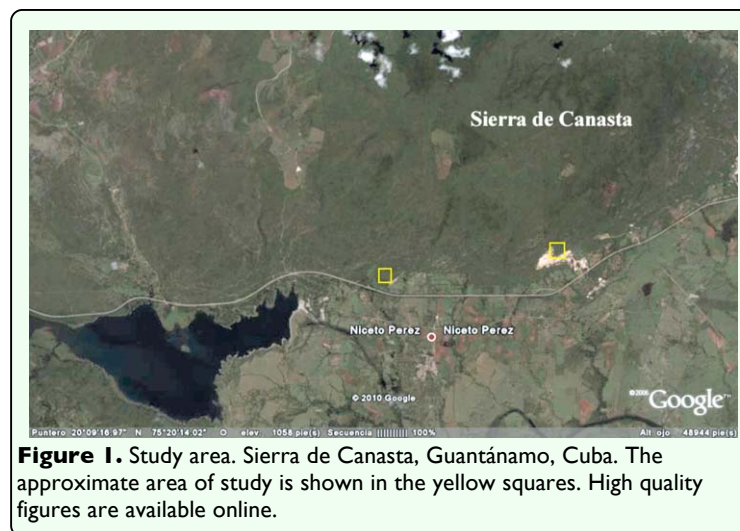 Sierra de Canasta
Niceto Perez Niceto Perez
© 2010 Google
©2006 Google™
Puntero 20°09'16.97" N 75°20'14.02" O elev. 1058 pie(s) Secuencia |||||||||| 100% Alt. ojo 48944 pie(s)
Figure 1. Study area. Sierra de Canasta, Guantánamo, Cuba. The
approximate area of study is shown in the yellow squares. High quality
figures are available online.